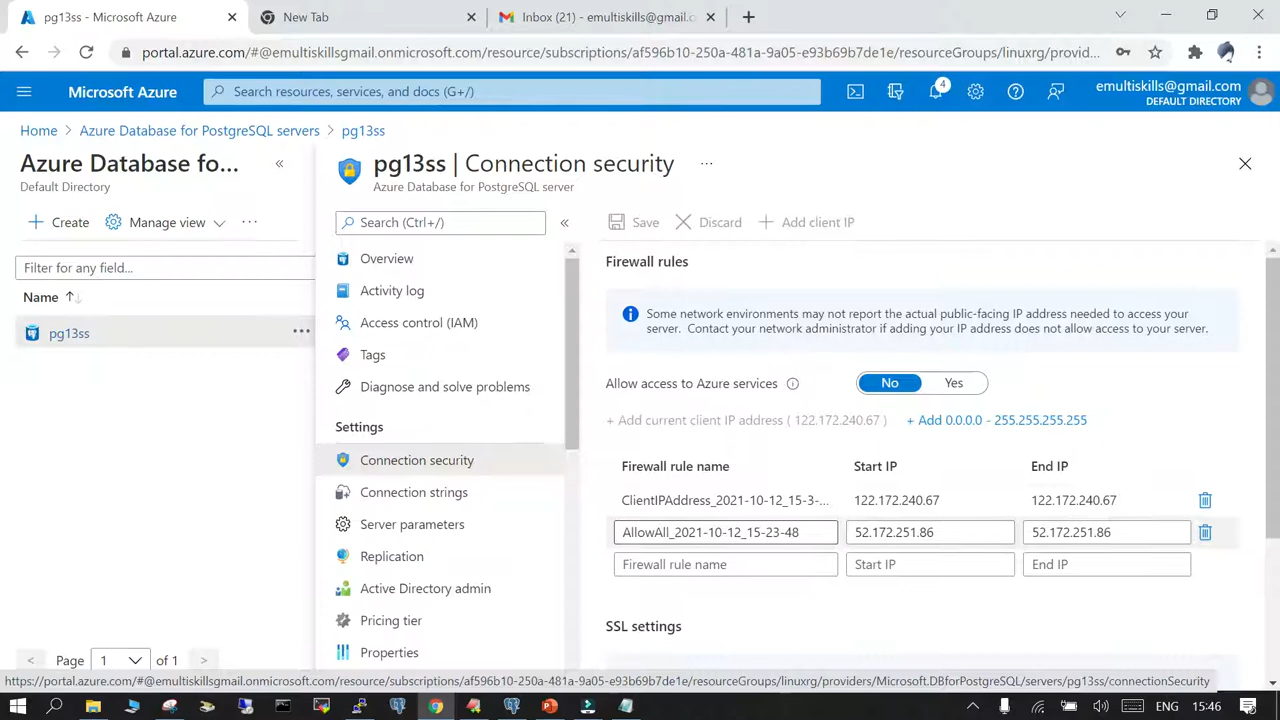 pg13ss - Microsoft Azure
New Tab
Inbox (21) - emultiskills@gmail.c
portal.azure.com/#@emultiskillsgmail.onmicrosoft.com/resource/subscriptions/af596b10-250a-481a-9a05-e93b69b7de1e/resourceGroups/linuxrg/provid...
Microsoft Azure
Search resources, services, and docs (G+/)
4
emultiskills@gmail.com
DEFAULT DIRECTORY
Home > Azure Database for PostgreSQL servers > pg13ss
Azure Database fo...
Default Directory
Create
Manage view
Filter for any field...
Name
pg13ss
Page 1 of 1
pg13ss | Connection security
Azure Database for PostgreSQL server
Search (Ctrl+/)
Overview
Activity log
Access control (IAM)
Tags
Diagnose and solve problems
Settings
Connection security
Connection strings
Server parameters
Replication
Active Directory admin
Pricing tier
Properties
Save
Discard
Add client IP
Firewall rules
Some network environments may not report the actual public-facing IP address needed to access your
server. Contact your network administrator if adding your IP address does not allow access to your server.
Allow access to Azure services
No
Yes
+ Add current client IP address ( 122.172.240.67 )
+ Add 0.0.0.0 - 255.255.255.255
Firewall rule name Start IP End IP
ClientIPAddress_2021-10-12_15-3-... 122.172.240.67 122.172.240.67
AllowAll_2021-10-12_15-23-48 52.172.251.86 52.172.251.86
Firewall rule name Start IP End IP
SSL settings
https://portal.azure.com/#@emultiskillsgmail.onmicrosoft.com/resource/subscriptions/af596b10-250a-481a-9a05-e93b69b7de1e/resourceGroups/linuxrg/providers/Microsoft.DBforPostgreSQL/servers/pg13ss/connectionSecurity
ENG
15:46